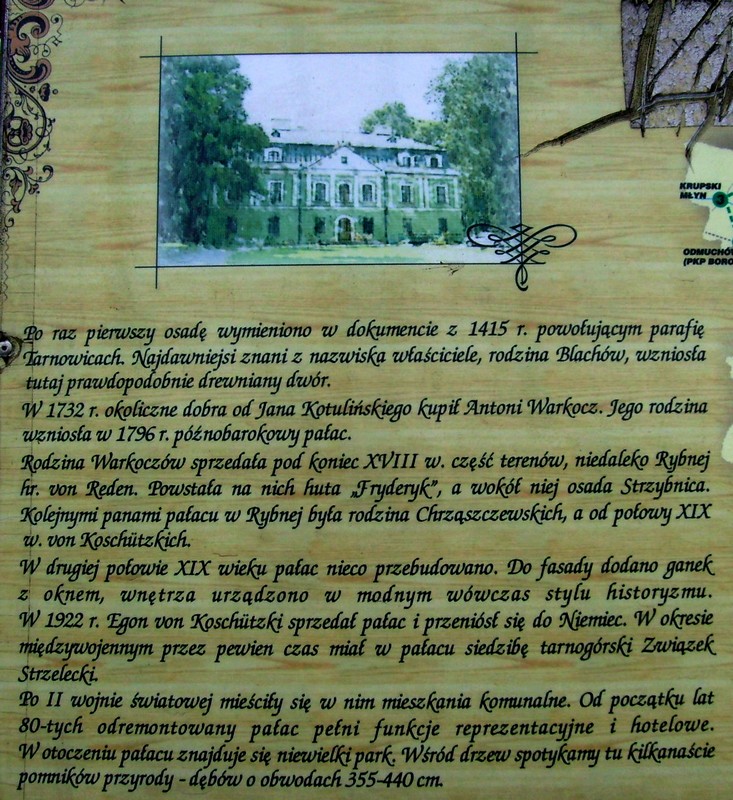 KRUPSKI
MŁYN
3
(PKP BORO
Po raz pierwszy osadę wymieniono w dokumencie z 1415 r. powołującym parafię
Tarnowicach. Najdawniejsi znani z nazwiska właściciele, rodzina Blachów, wzniosła
tutaj prawdopodobnie drewniany dwór.
W 1732 r. okoliczne dobra od Jana Kotulińskiego kupił Antoni Warkocz. Jego rodzina
wzniosła w 1796 r. późnobarokowy pałac.
Rodzina Warkoczów sprzedała pod koniec XVIII w. część terenów, niedaleko Rybnej
hr. von Reden. Powstała na nich huta „Fryderyk”, a wokół niej osada Strzybnica.
Kolejnymi panami pałacu w Rybnej była rodzina Chrząszczewskich, a od połowy XIX
w. von Koschützkich.
W drugiej połowie XIX wieku pałac nieco przebudowano. Do fasady dodano ganek
z oknem, wnętrza urządzono w modnym wówczas stylu historyzmu.
W 1922 r. Egon von Koschützki sprzedał pałac i przeniósł się do Niemiec. W okresie
międzywojennym przez pewien czas miał w pałacu siedzibę tarnogórski Związek
Strzelecki.
Po II wojnie światowej mieściły się w nim mieszkania komunalne. Od początku lat
80-tych odremontowany pałac pełni funkcje reprezentacyjne i hotelowe.
W otoczeniu pałacu znajduje się niewielki park. Wśród drzew spotykamy tu kilkanaście
pomników przyrody - dębów o obwodach 355-440 cm.